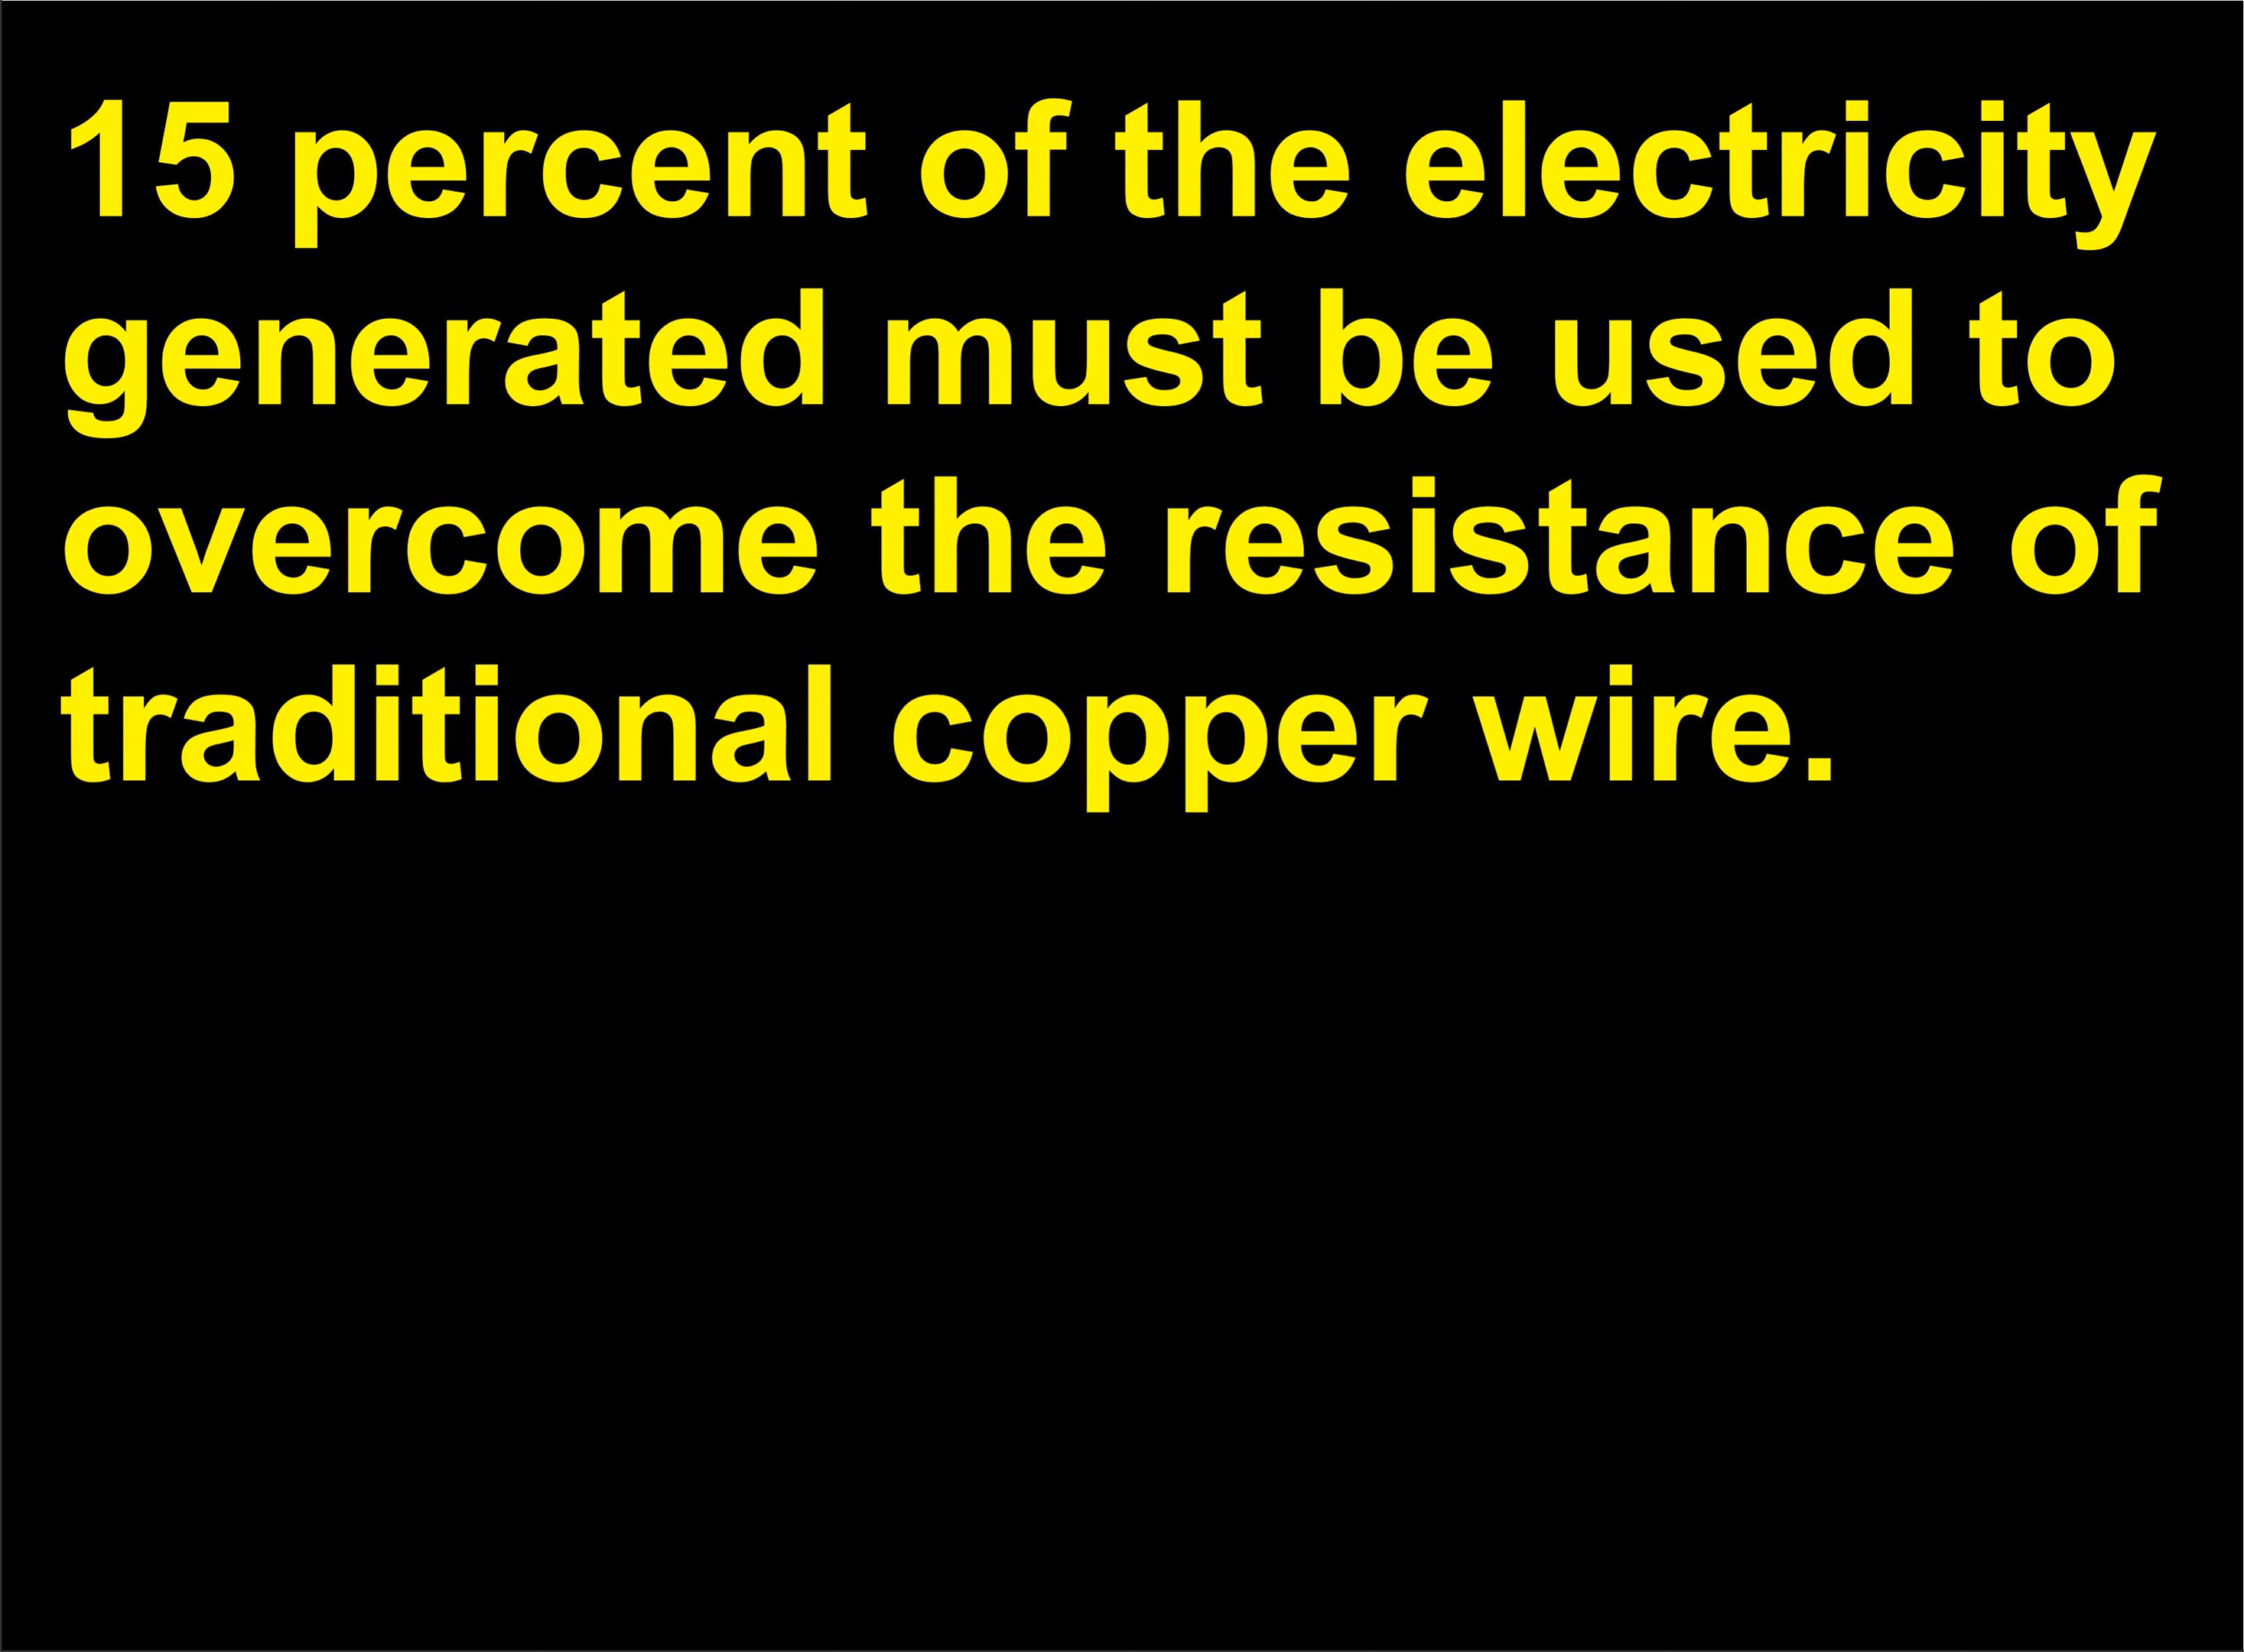 15 percent of the electricity
generated must be used to
overcome the resistance of
traditional copper wire.